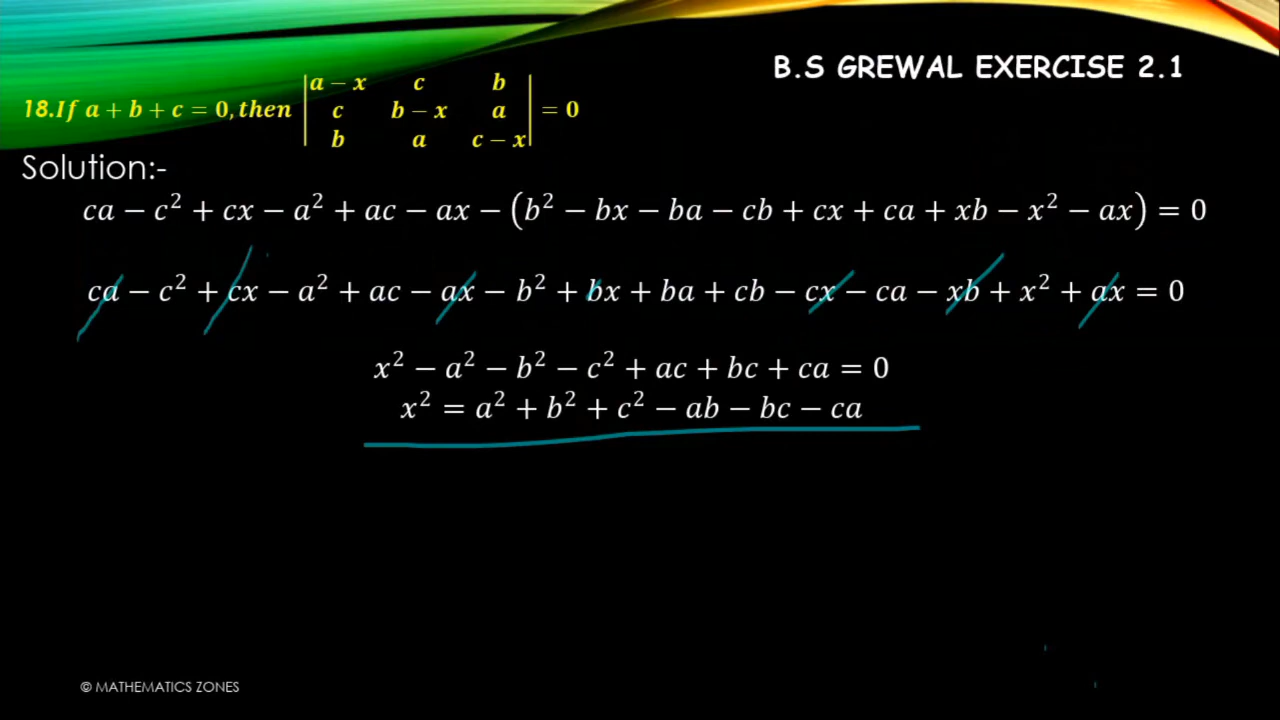 B.S GREWAL EXERCISE 2.1
18.If a + b + c = 0, then |a − x c b; c b − x a; b a c − x| = 0
Solution:-
ca − c² + cx − a² + ac − ax − (b² − bx − ba − cb + cx + ca + xb − x² − ax) = 0
ca − c² + cx − a² + ac − ax − b² + bx + ba + cb − cx − ca − xb + x² + ax = 0
x² − a² − b² − c² + ac + bc + ca = 0
x² = a² + b² + c² − ab − bc − ca
© MATHEMATICS ZONES